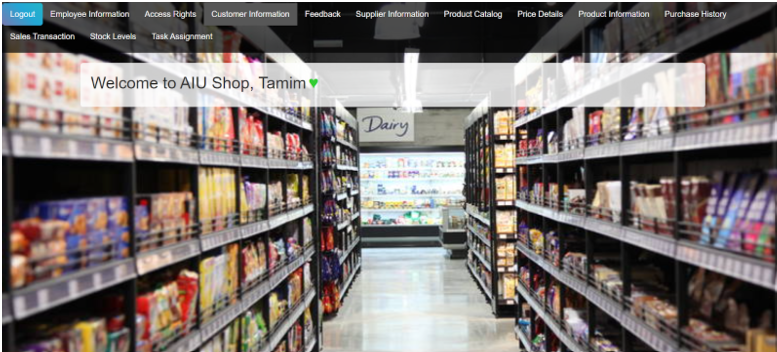 Logout Employee Information Access Rights Customer Information Feedback Supplier Information Product Catalog Price Details Product Information Purchase History
Sales Transaction Stock Levels Task Assignment
Welcome to AIU Shop, Tamim💚
Dairy